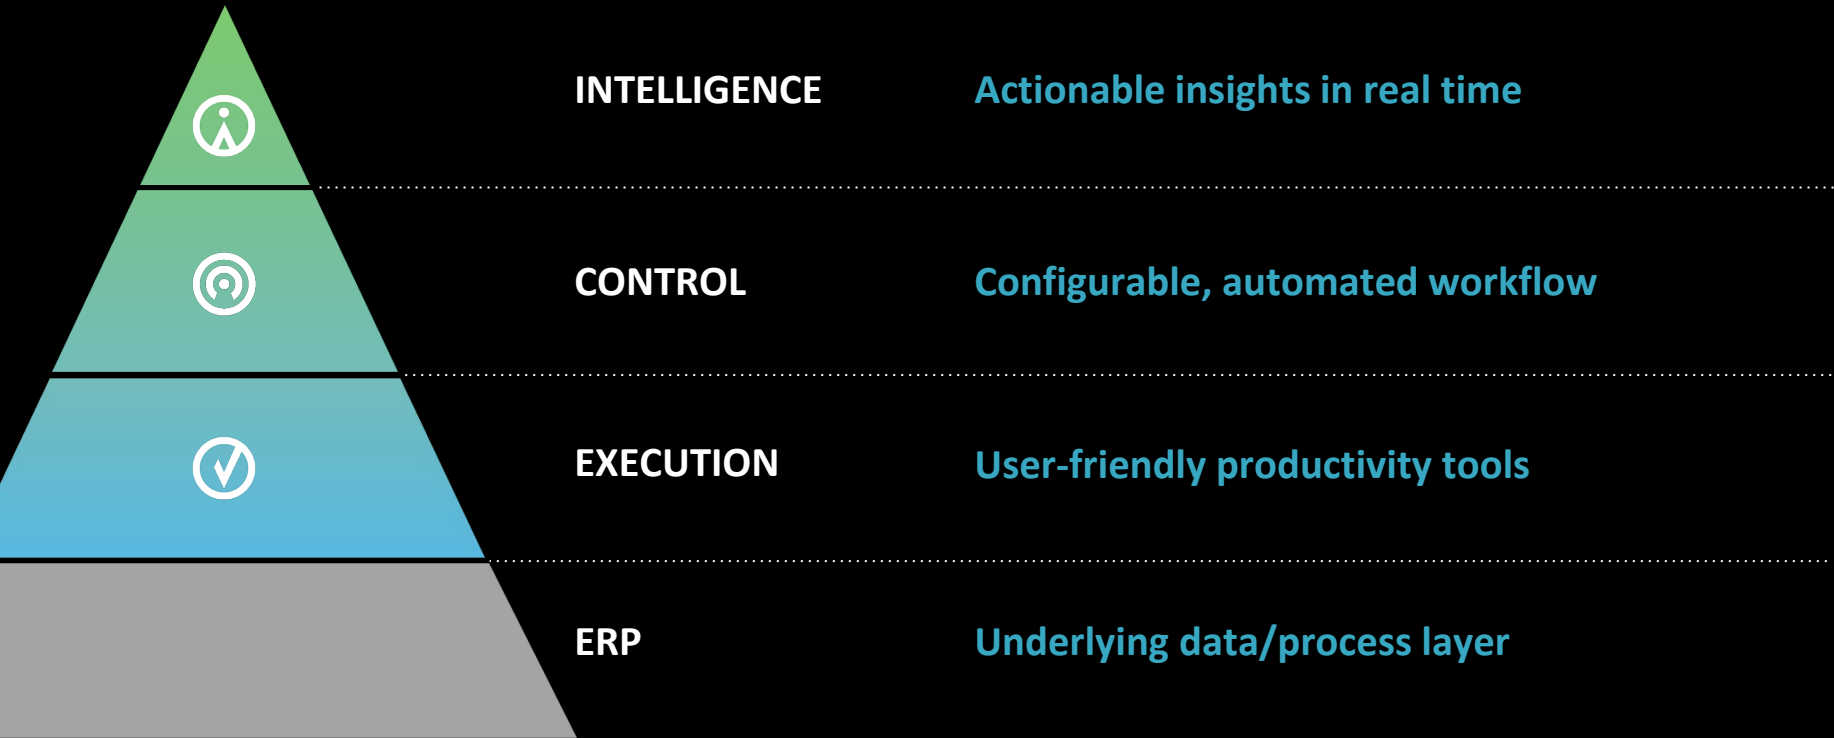 INTELLIGENCE Actionable insights in real time
CONTROL Configurable, automated workflow
EXECUTION User-friendly productivity tools
ERP Underlying data/process layer